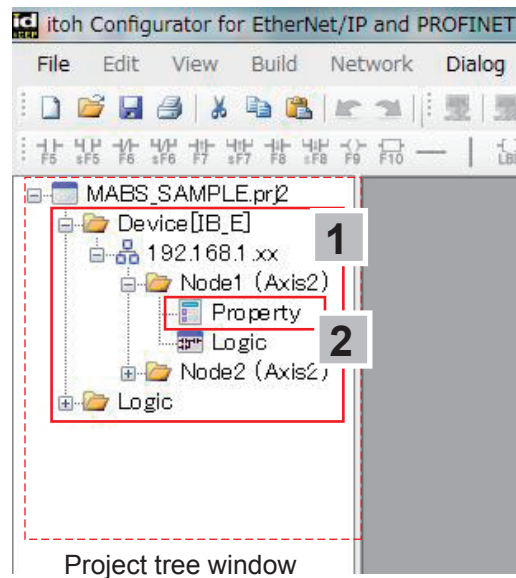 id itoh Configurator for EtherNet/IP and PROFINET
File Edit View Build Network Dialog
F5 sF5 F6 sF6 F7 sF7 F8 sF8 F9 F10 LBL
MABS_SAMPLE.prj2
Device[IB_E]
1
192.168.1.xx
Node1 (Axis2)
Property
2
Logic
Node2 (Axis2)
Logic
Project tree window